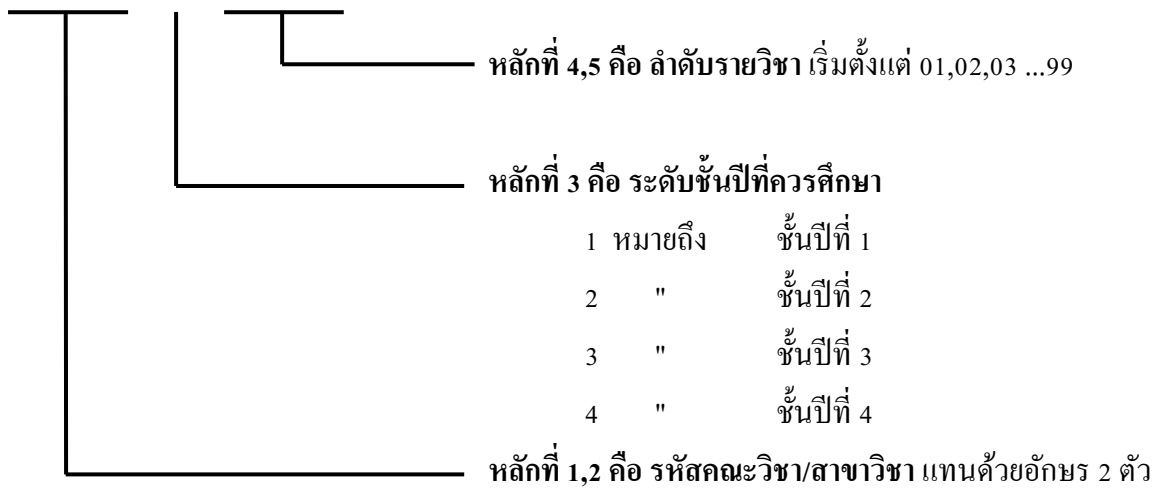 หลักที่ 4,5 คือ ลำดับรายวิชา เริ่มตั้งแต่ 01,02,03 ...99
หลักที่ 3 คือ ระดับชั้นปีที่ควรศึกษา
1 หมายถึง ชั้นปีที่ 1
2 " ชั้นปีที่ 2
3 " ชั้นปีที่ 3
4 " ชั้นปีที่ 4
หลักที่ 1,2 คือ รหัสคณะวิชา/สาขาวิชา แทนด้วยอักษร 2 ตัว